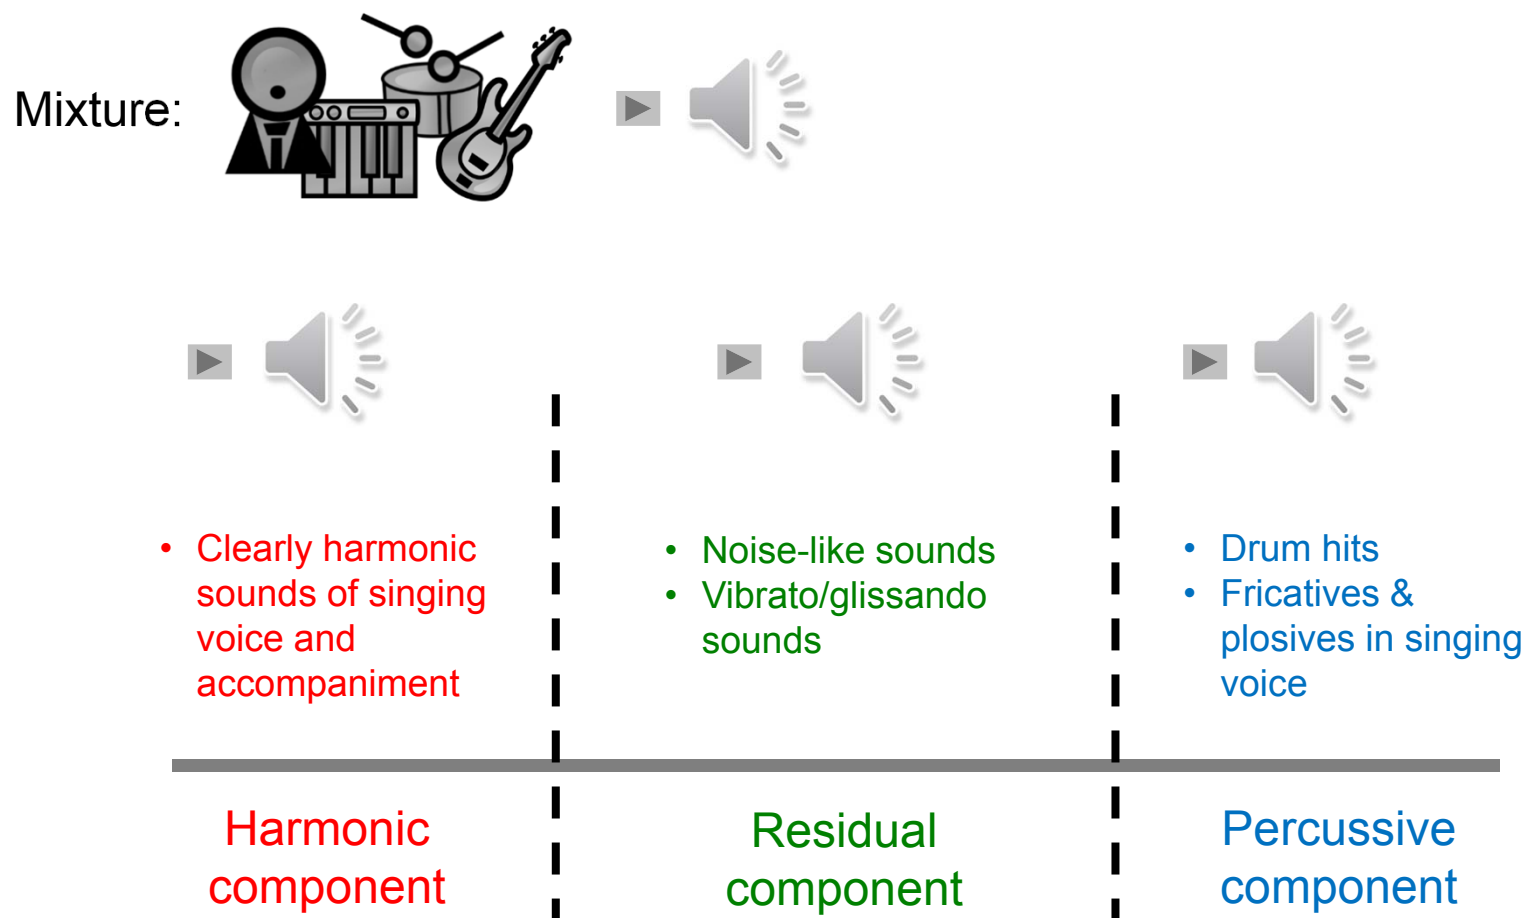 Mixture:
• Clearly harmonic
sounds of singing
voice and
accompaniment
• Noise-like sounds
• Vibrato/glissando
sounds
• Drum hits
• Fricatives &
plosives in singing
voice
Harmonic
component
Residual
component
Percussive
component